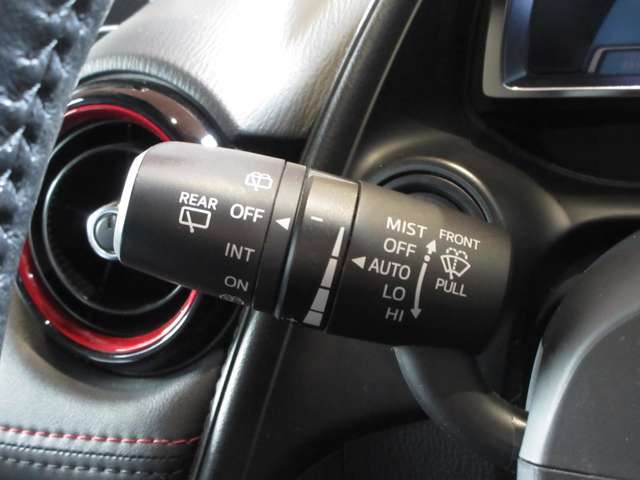 REAR
OFF
INT
ON
MIST
OFF
AUTO
LO
HI
FRONT
PULL